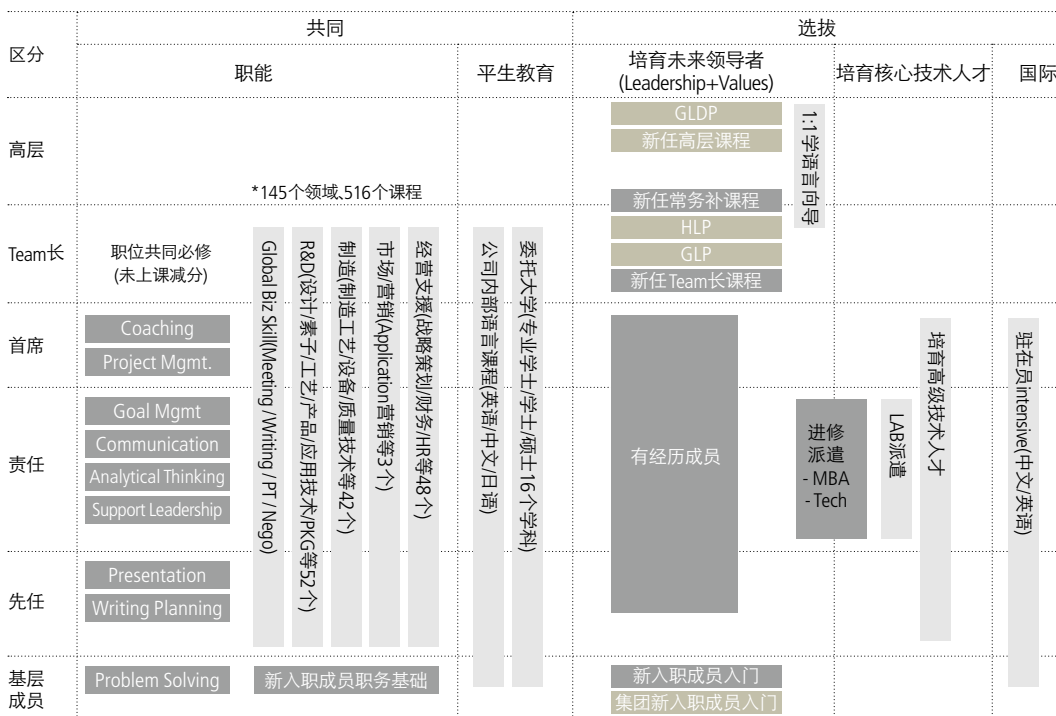 区分
共同
选拔
职能
平生教育
培育未来领导者
(Leadership+Values)
培育核心技术人才
国际
高层
*145个领域、516个课程
GLDP
新任高层课程
新任常务补课程
1:1学语言向导
Team长
职位共同必修
(未上课减分)
HLP
GLP
新任Team长课程
Global Biz Skill(Meeting /Writing / PT / Nego)
R&D(设计/素子/工艺/产品/应用技术/PKG等52个)
制造(制造工艺/设备/质量技术等42个)
市场/营销(Application营销等3个)
经营支援(战略策划/财务/HR等48个)
公司内部语言课程(英语/中文/日语)
委托大学(专业学士/学士/硕士16个学科)
首席
Coaching
Project Mgmt.
责任
Goal Mgmt
Communication
Analytical Thinking
Support Leadership
有经历成员
进修
派遣
- MBA
- Tech
LAB派遣
培育高级技术人才
驻在员intensive(中文/英语)
先任
Presentation
Writing Planning
基层
成员
Problem Solving
新入职成员职务基础
新入职成员入门
集团新入职成员入门